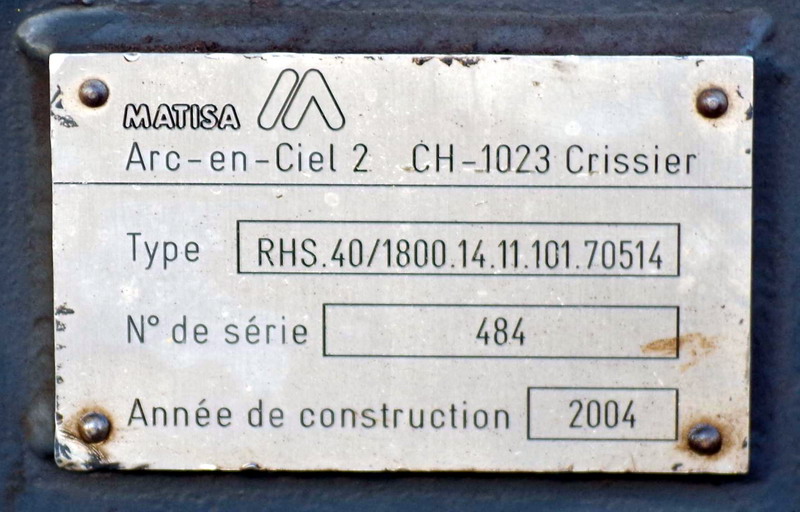 MATISA
Arc-en-Ciel 2 CH-1023 Crissier
Type RHS.40/1800.14.11.101.70514
N° de série 484
Année de construction 2004